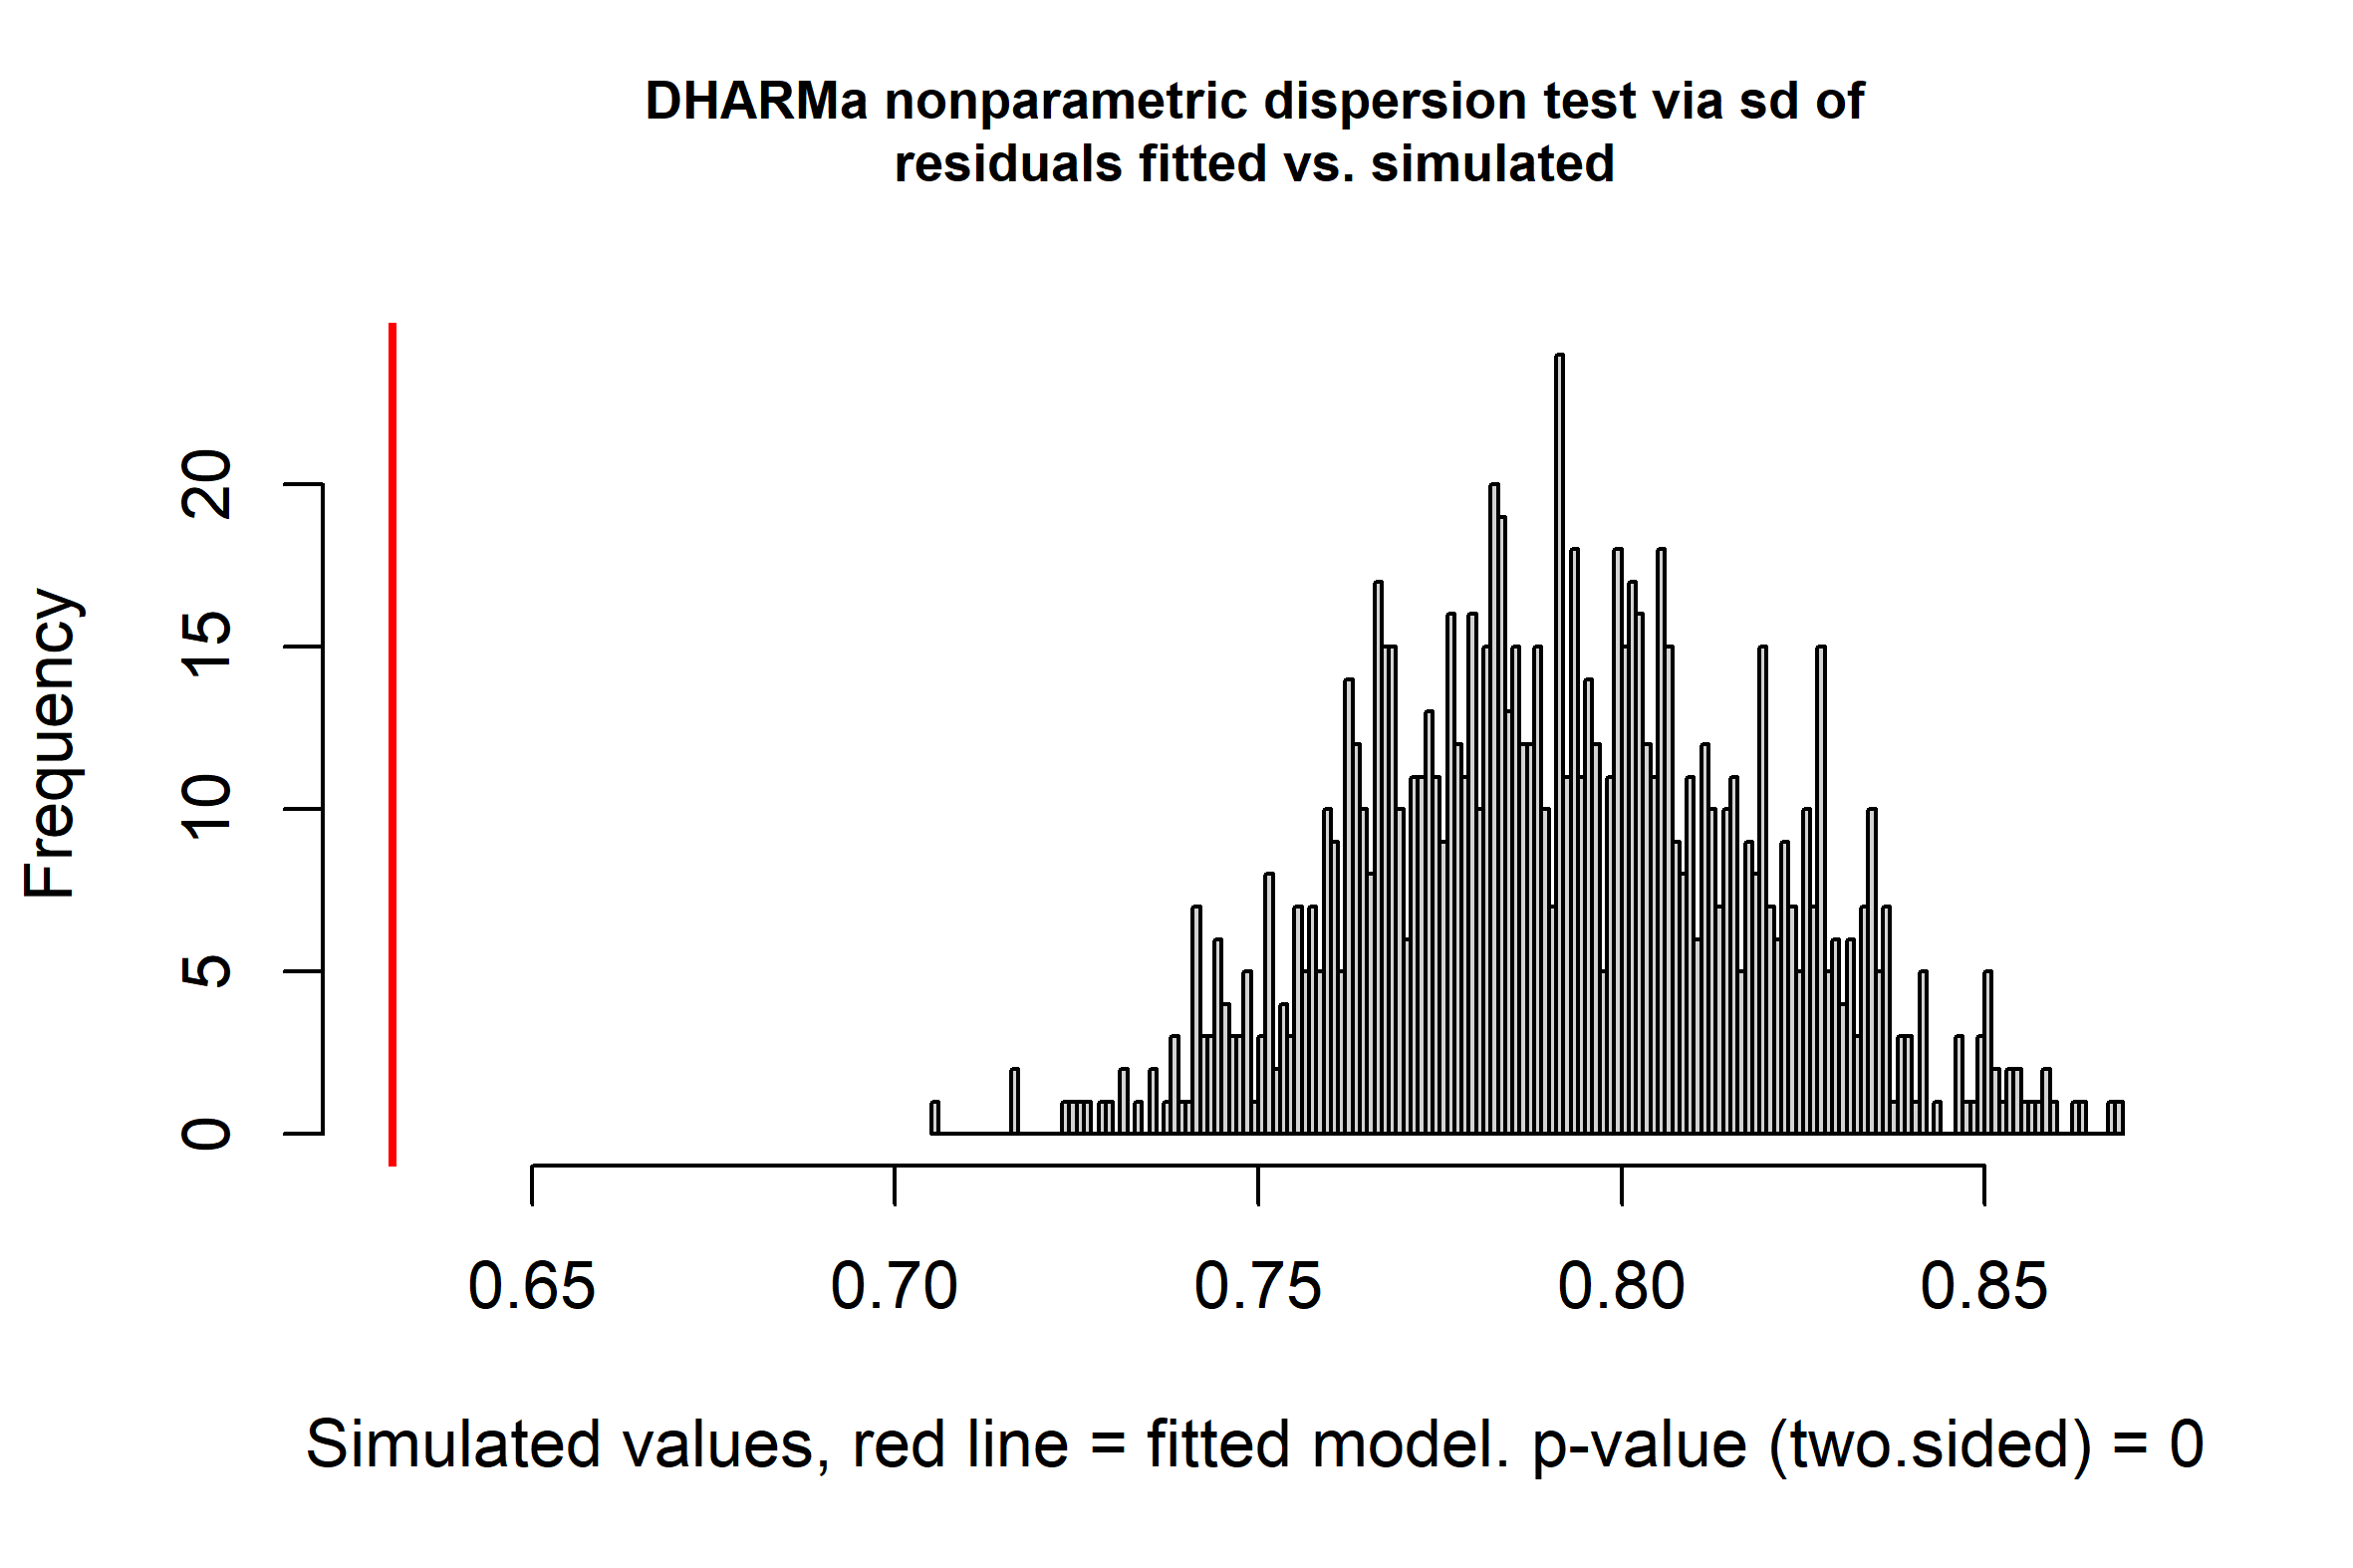 DHARMa nonparametric dispersion test via sd of
residuals fitted vs. simulated
Frequency
20
15
10
5
0
0.65 0.70 0.75 0.80 0.85
Simulated values, red line = fitted model. p-value (two.sided) = 0